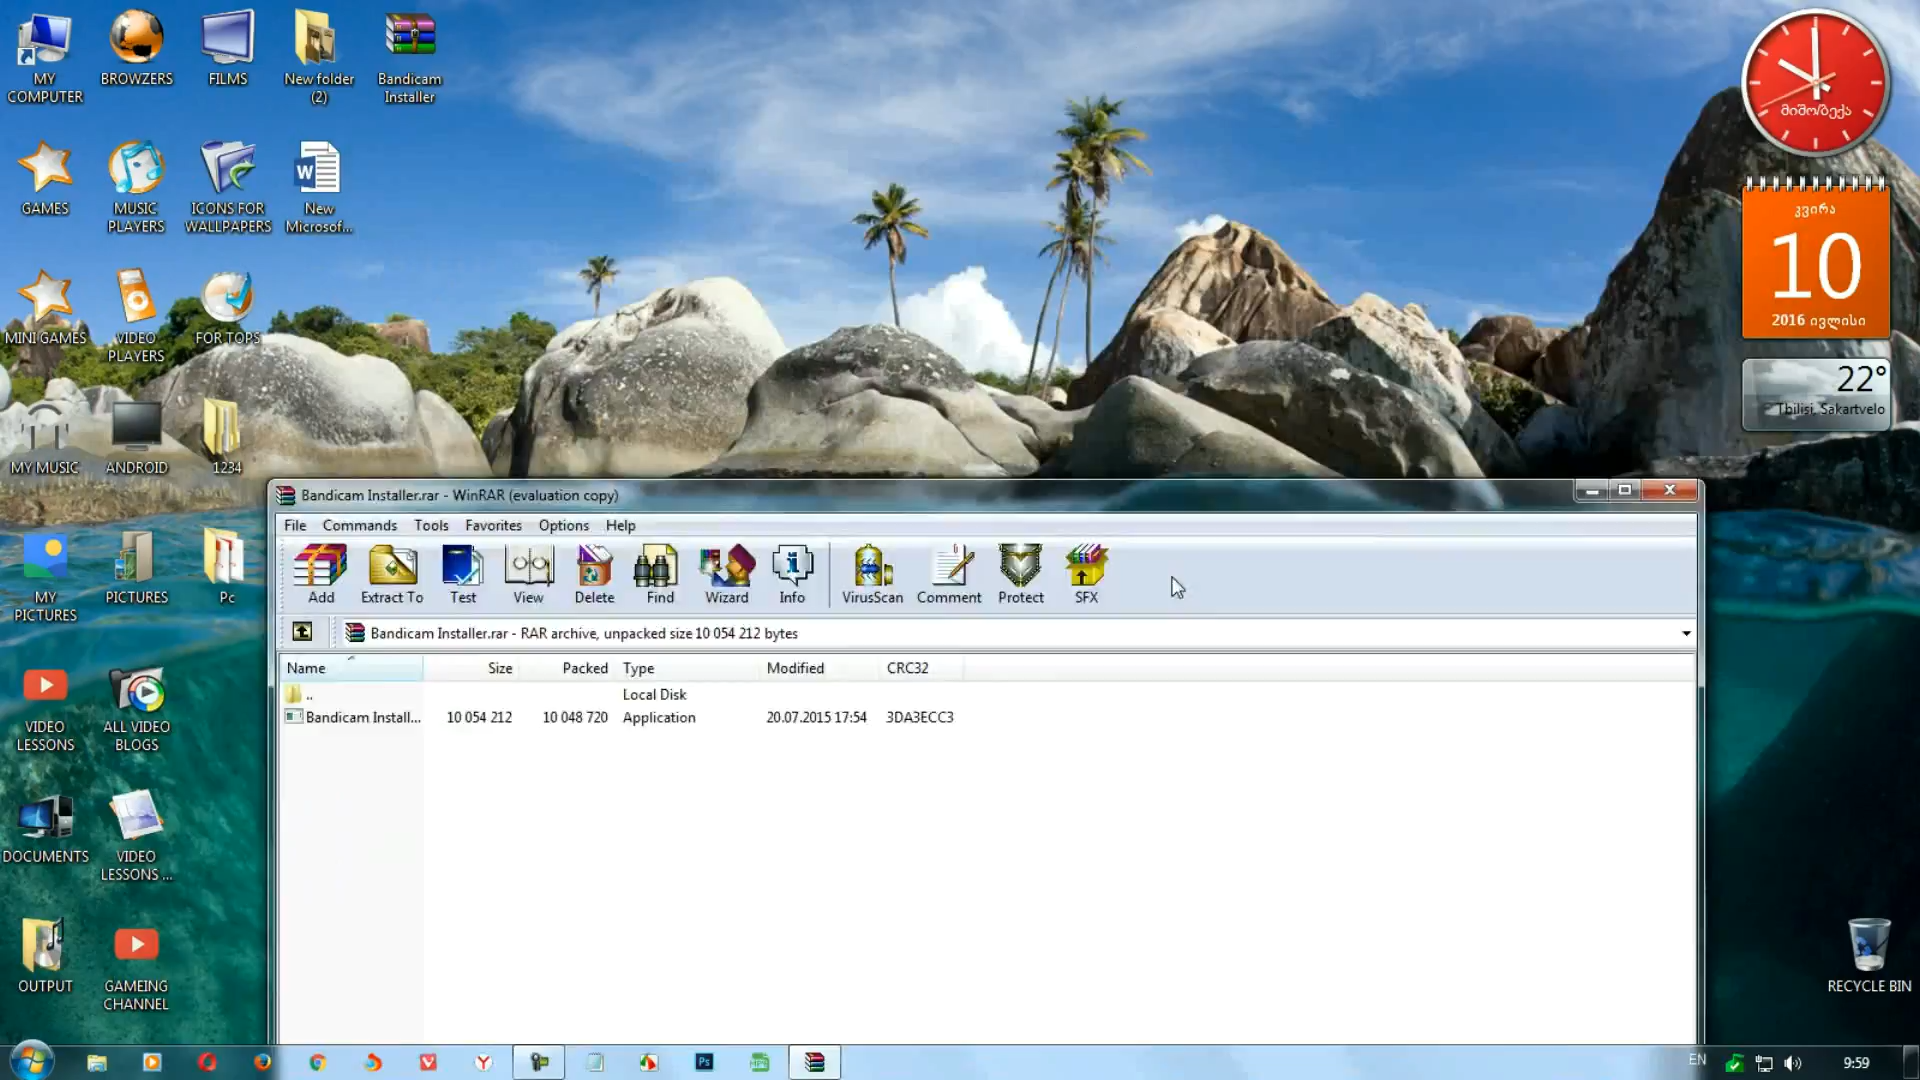 MY
COMPUTER
BROWZERS
FILMS
New folder
(2)
Bandicam
Installer
GAMES
MUSIC
PLAYERS
ICONS FOR
WALLPAPERS
New
Microsof...
MINI GAMES
VIDEO
PLAYERS
FOR TOPS
MY MUSIC
ANDROID
1234
MY
PICTURES
PICTURES
Pc
VIDEO
LESSONS
ALL VIDEO
BLOGS
DOCUMENTS
VIDEO
LESSONS ...
OUTPUT
GAMEING
CHANNEL
მიშო/ბექა
კვირა
10
2016 ივლისი
22°
Tbilisi, Sakartvelo
Bandicam Installer.rar - WinRAR (evaluation copy)
File Commands Tools Favorites Options Help
Add Extract To Test View Delete Find Wizard Info VirusScan Comment Protect SFX
Bandicam Installer.rar - RAR archive, unpacked size 10 054 212 bytes
Name Size Packed Type Modified CRC32
.. Local Disk
Bandicam Install... 10 054 212 10 048 720 Application 20.07.2015 17:54 3DA3ECC3
RECYCLE BIN
EN 9:59